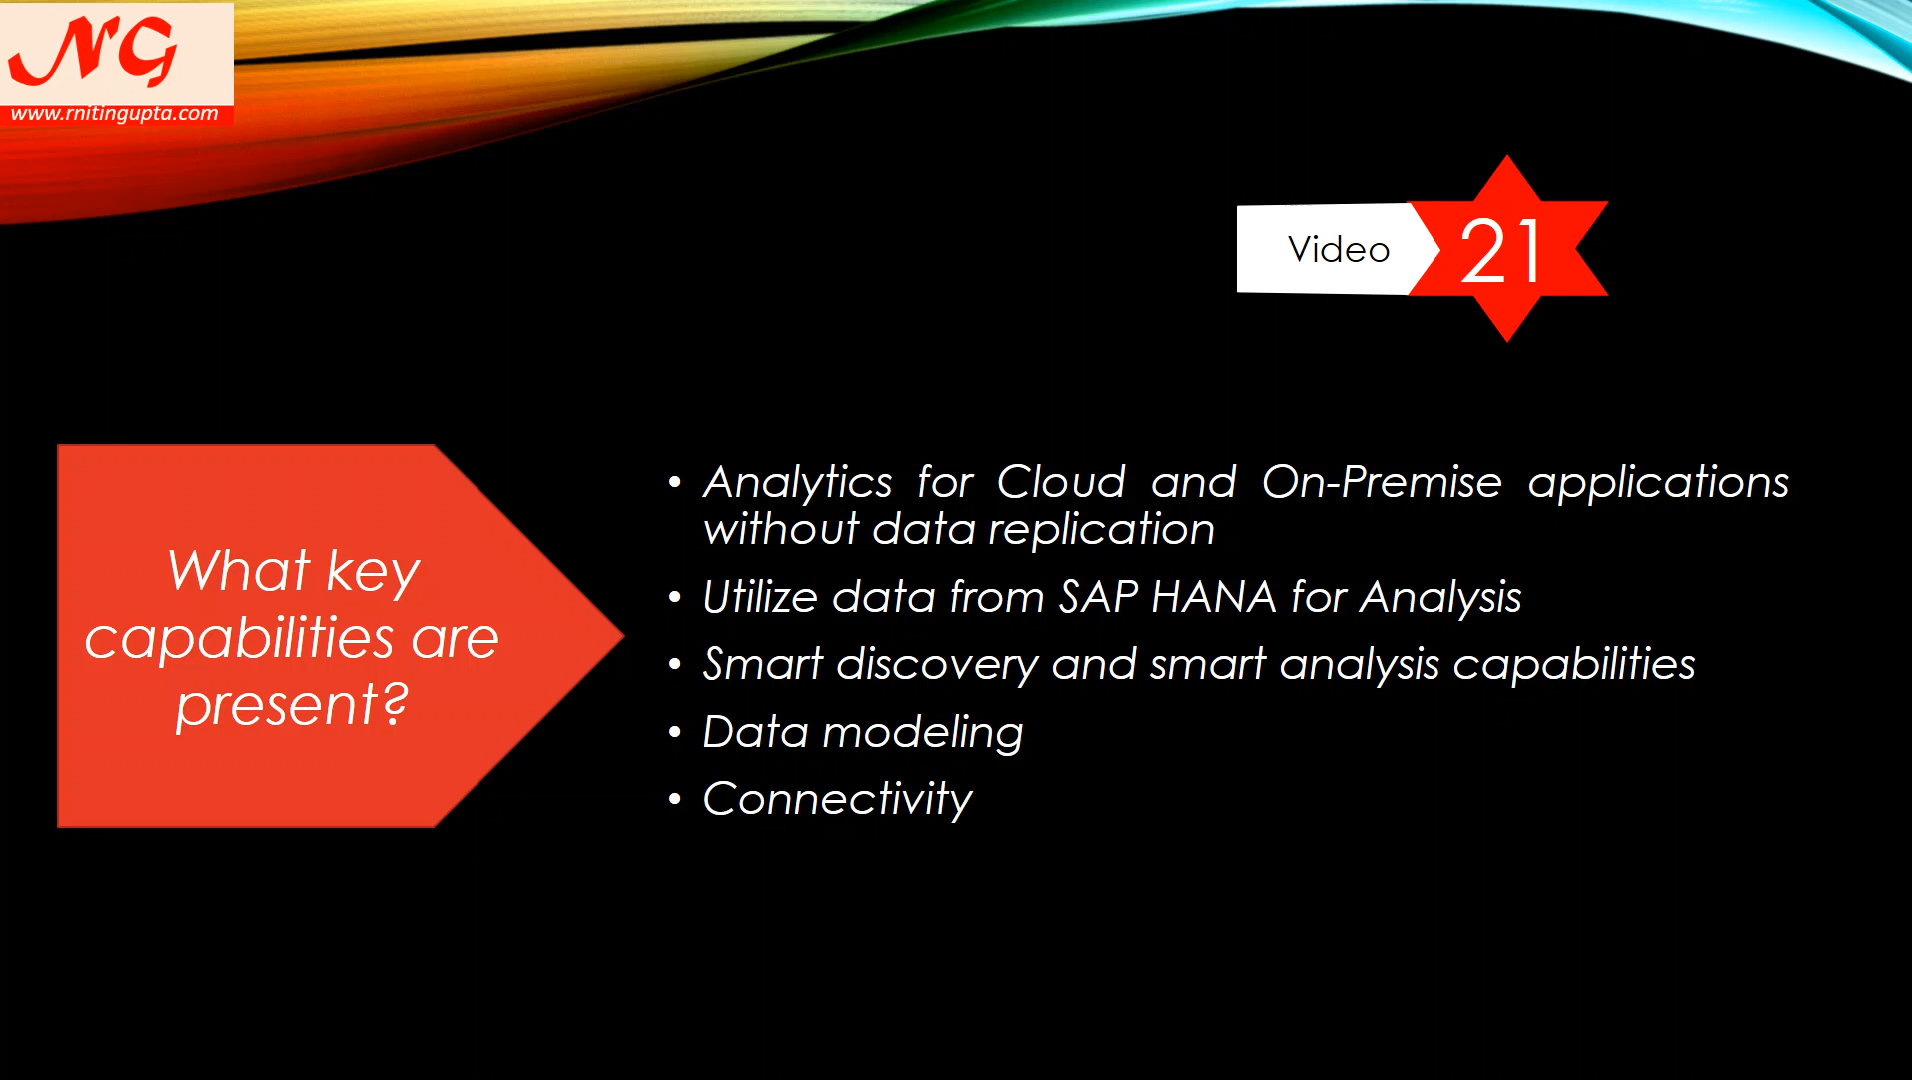 NG
www.rnitingupta.com
Video
21
What key
capabilities are
present?
• Analytics for Cloud and On-Premise applications
without data replication
• Utilize data from SAP HANA for Analysis
• Smart discovery and smart analysis capabilities
• Data modeling
• Connectivity